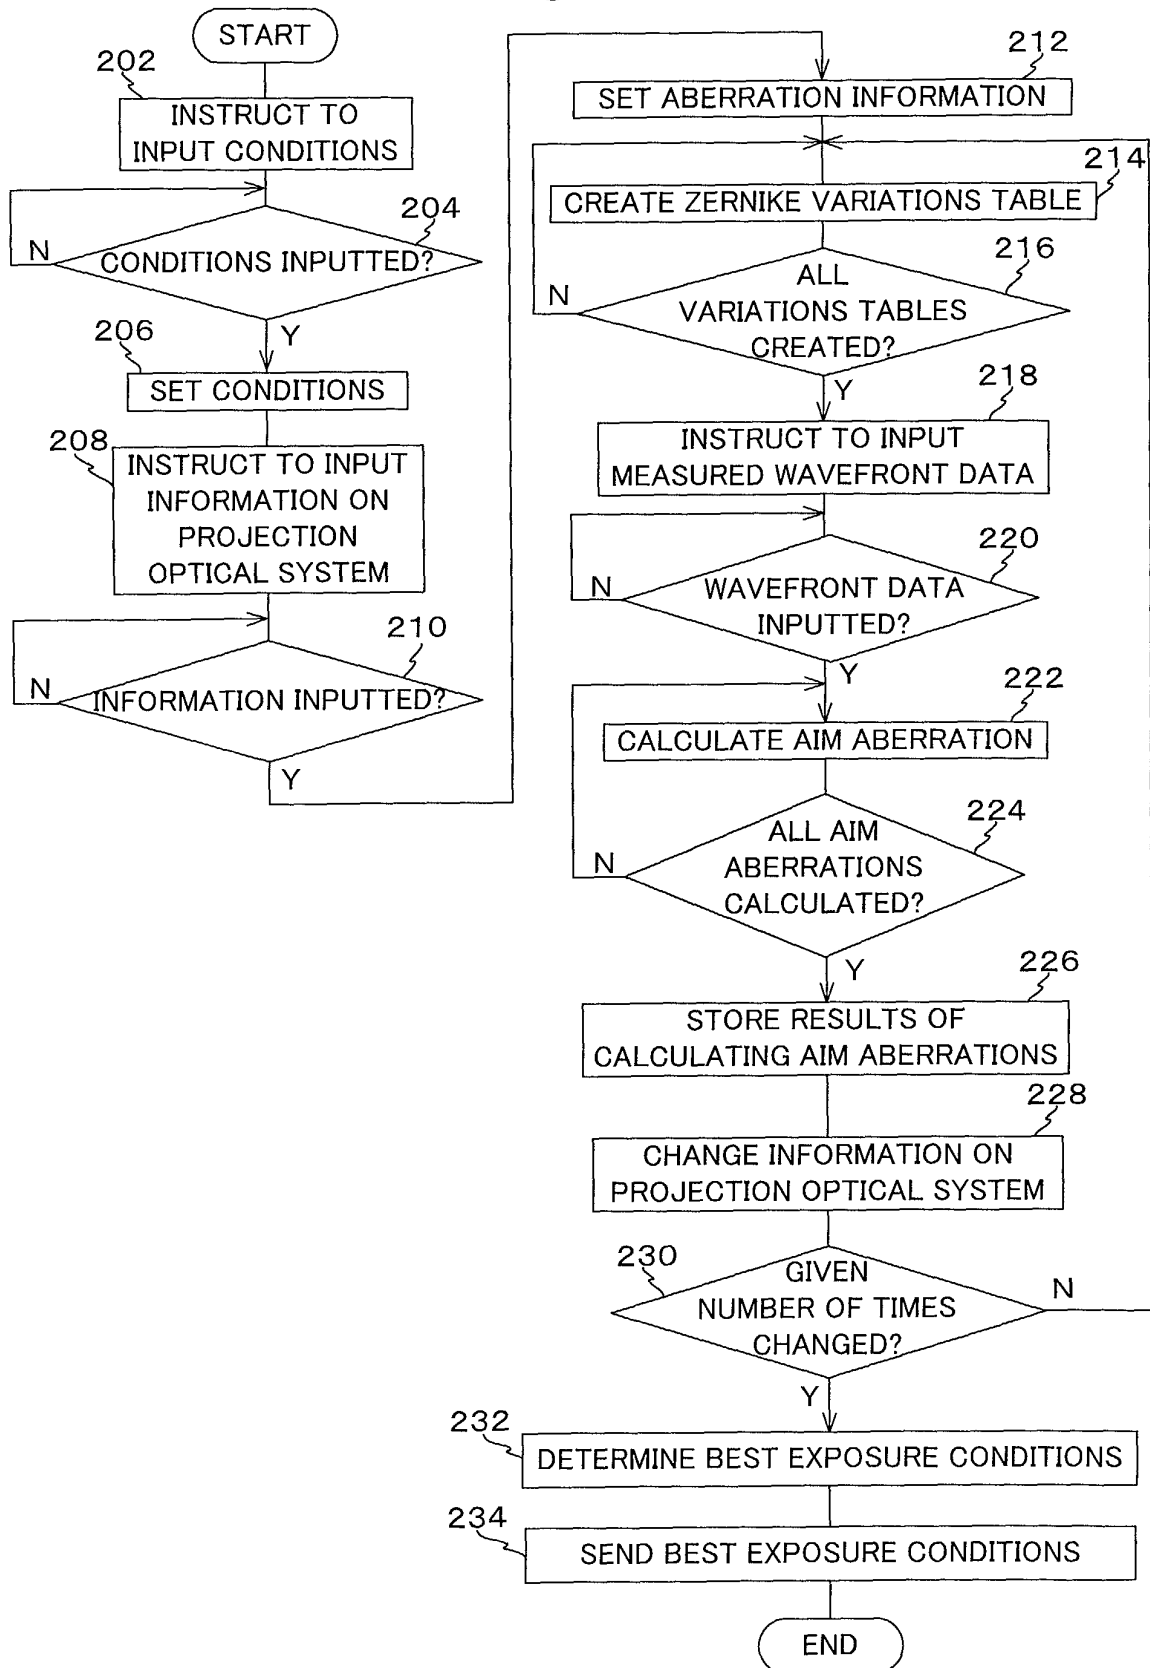 START
202
INSTRUCT TO
INPUT CONDITIONS
204
N
CONDITIONS INPUTTED?
Y
206
SET CONDITIONS
208
INSTRUCT TO INPUT
INFORMATION ON
PROJECTION
OPTICAL SYSTEM
210
N
INFORMATION INPUTTED?
Y
212
SET ABERRATION INFORMATION
214
CREATE ZERNIKE VARIATIONS TABLE
216
N
ALL
VARIATIONS TABLES
CREATED?
Y
218
INSTRUCT TO INPUT
MEASURED WAVEFRONT DATA
220
N
WAVEFRONT DATA
INPUTTED?
Y
222
CALCULATE AIM ABERRATION
224
N
ALL AIM
ABERRATIONS
CALCULATED?
Y
226
STORE RESULTS OF
CALCULATING AIM ABERRATIONS
228
CHANGE INFORMATION ON
PROJECTION OPTICAL SYSTEM
230
GIVEN
NUMBER OF TIMES
CHANGED?
N
Y
232
DETERMINE BEST EXPOSURE CONDITIONS
234
SEND BEST EXPOSURE CONDITIONS
END